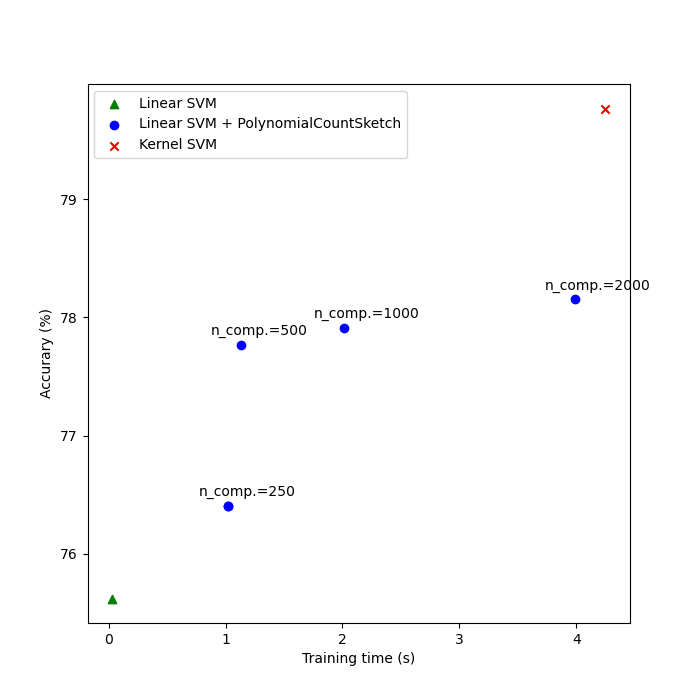 Linear SVM
Linear SVM + PolynomialCountSketch
Kernel SVM
79
n_comp.=2000
78
n_comp.=1000
n_comp.=500
77
n_comp.=250
76
0 1 2 3 4
Training time (s)
Accurary (%)